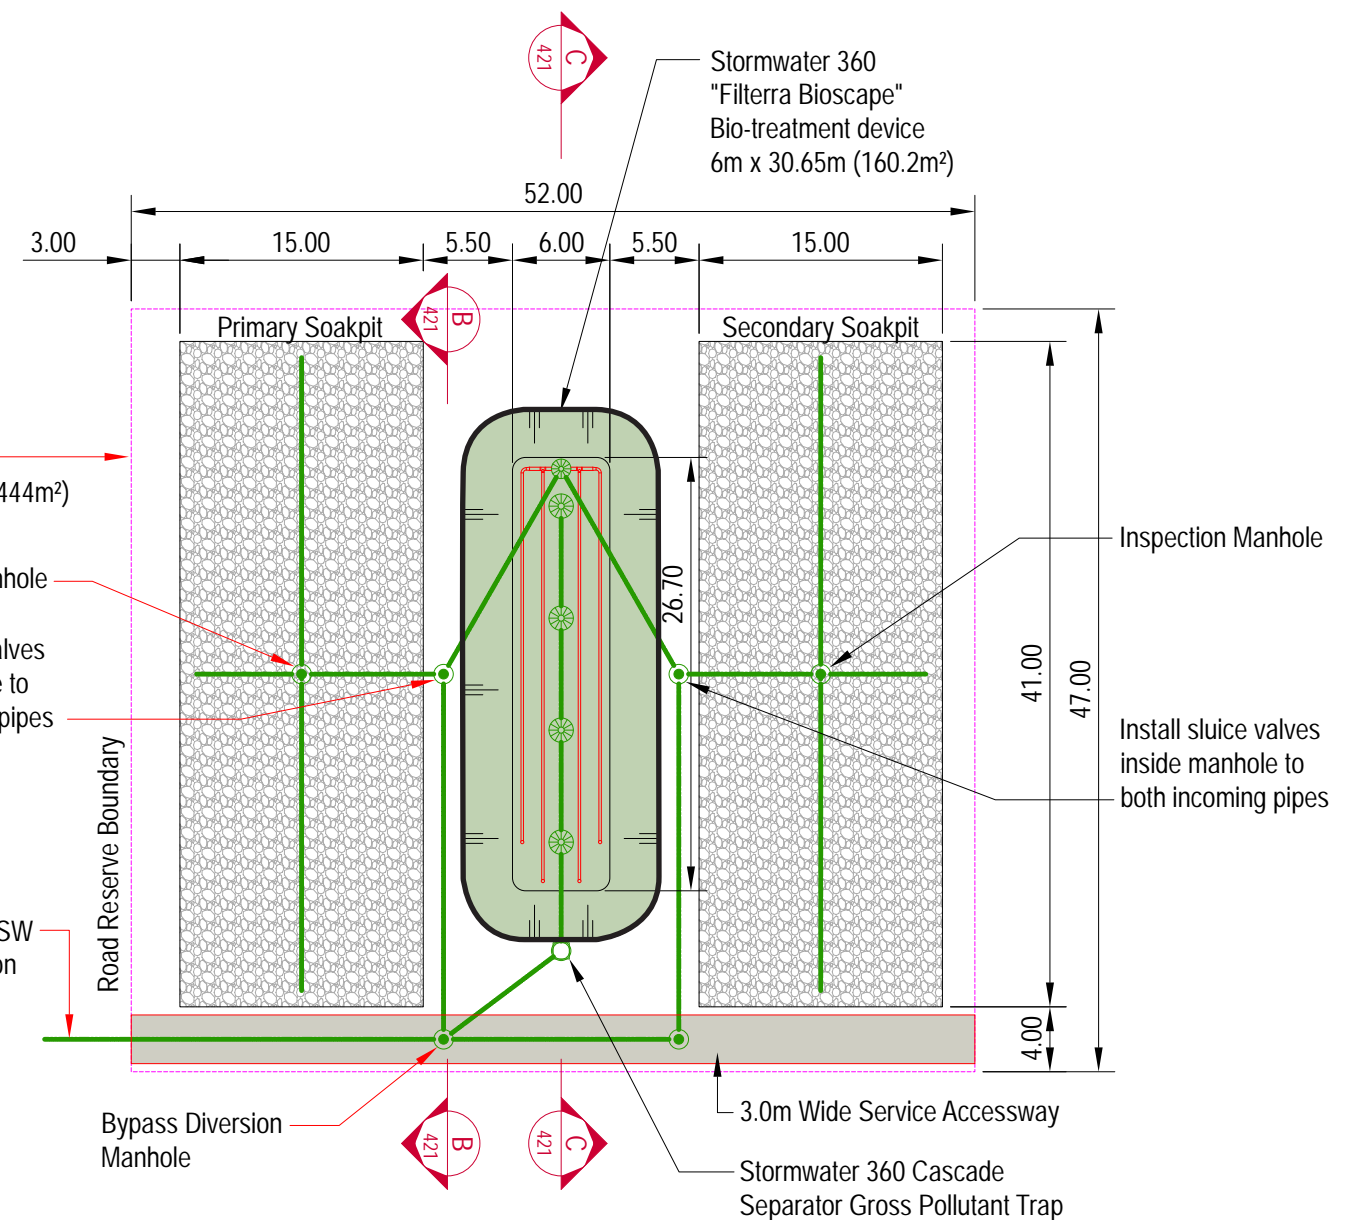 C
421
Stormwater 360
"Filterra Bioscape"
Bio-treatment device
6m x 30.65m (160.2m²)
52.00
3.00
15.00
5.50
6.00
5.50
15.00
B
421
Primary Soakpit
Secondary Soakpit
444m²)
Inspection Manhole
nhole
26.70
alves
e to
pipes
41.00
47.00
Install sluice valves
inside manhole to
both incoming pipes
Road Reserve Boundary
SW
on
4.00
Bypass Diversion
Manhole
B
421
C
421
3.0m Wide Service Accessway
Stormwater 360 Cascade
Separator Gross Pollutant Trap